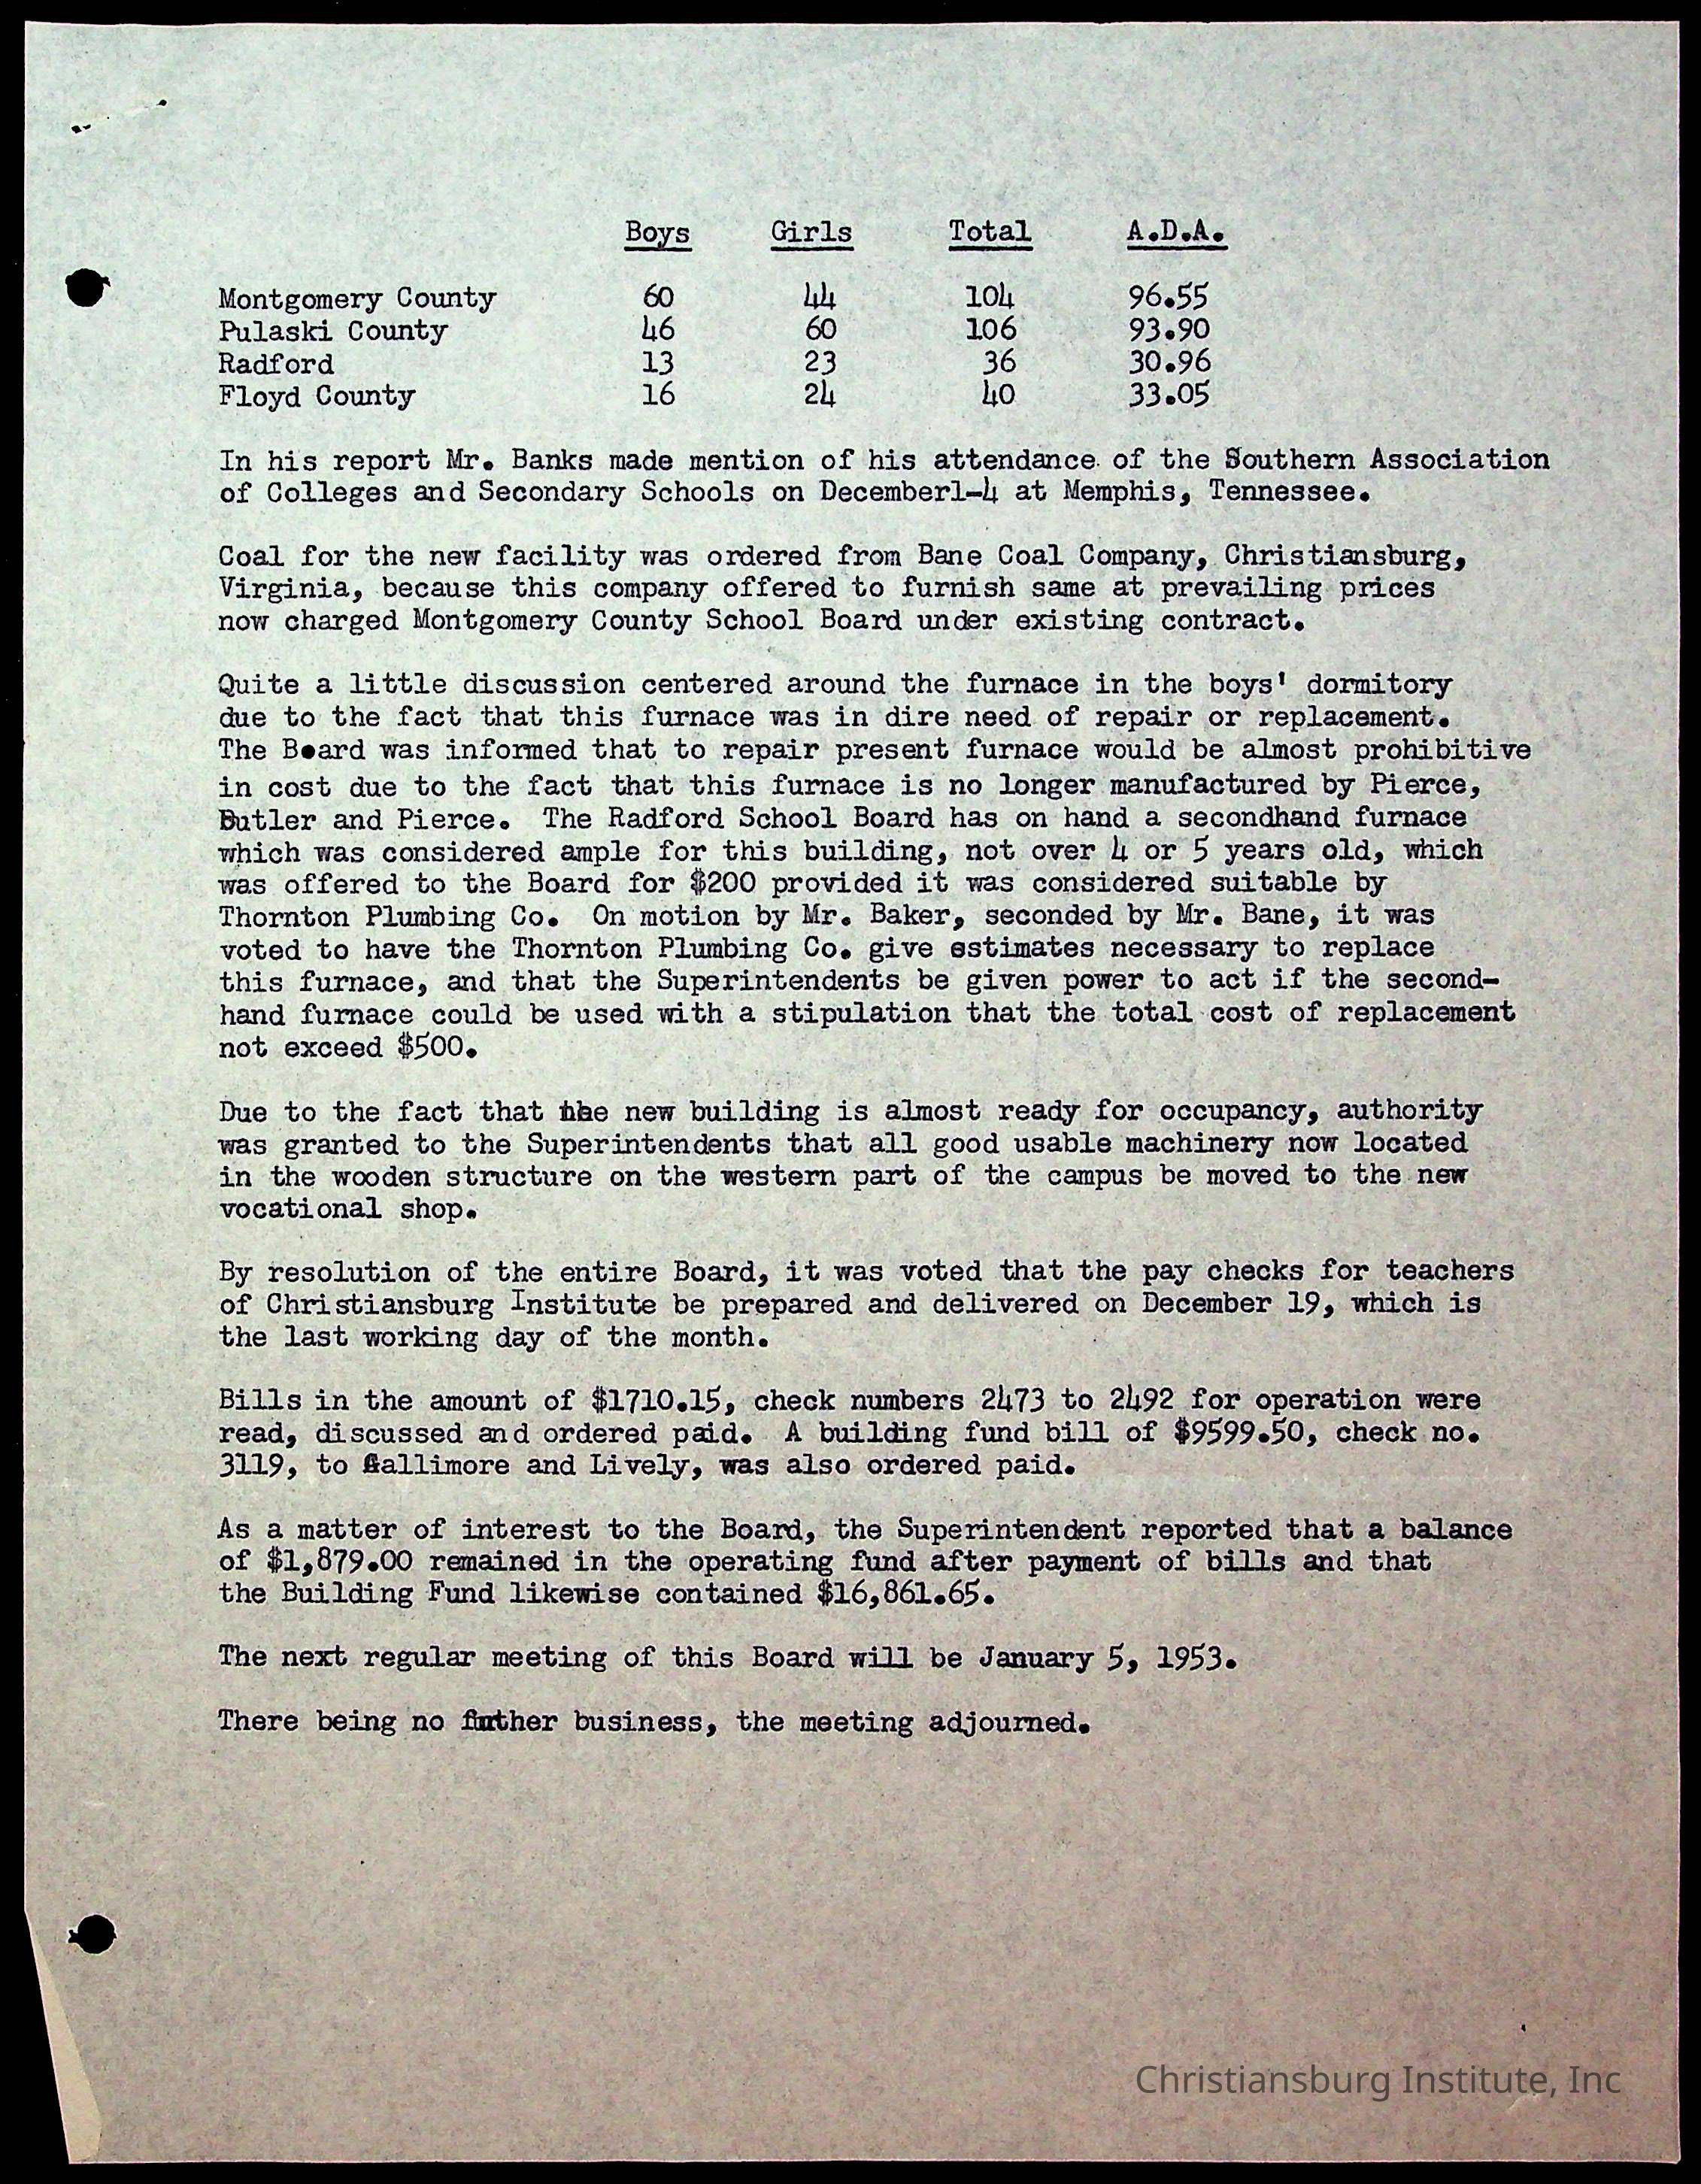 Boys Girls Total A.D.A.
Montgomery County 60 44 104 96.55
Pulaski County 46 60 106 93.90
Radford 13 23 36 30.96
Floyd County 16 24 40 33.05
In his report Mr. Banks made mention of his attendance of the Southern Association
of Colleges and Secondary Schools on December1-4 at Memphis, Tennessee.
Coal for the new facility was ordered from Bane Coal Company, Christiansburg,
Virginia, because this company offered to furnish same at prevailing prices
now charged Montgomery County School Board under existing contract.
Quite a little discussion centered around the furnace in the boys' dormitory
due to the fact that this furnace was in dire need of repair or replacement.
The Board was informed that to repair present furnace would be almost prohibitive
in cost due to the fact that this furnace is no longer manufactured by Pierce,
Butler and Pierce. The Radford School Board has on hand a secondhand furnace
which was considered ample for this building, not over 4 or 5 years old, which
was offered to the Board for $200 provided it was considered suitable by
Thornton Plumbing Co. On motion by Mr. Baker, seconded by Mr. Bane, it was
voted to have the Thornton Plumbing Co. give estimates necessary to replace
this furnace, and that the Superintendents be given power to act if the second-
hand furnace could be used with a stipulation that the total cost of replacement
not exceed $500.
Due to the fact that the new building is almost ready for occupancy, authority
was granted to the Superintendents that all good usable machinery now located
in the wooden structure on the western part of the campus be moved to the new
vocational shop.
By resolution of the entire Board, it was voted that the pay checks for teachers
of Christiansburg Institute be prepared and delivered on December 19, which is
the last working day of the month.
Bills in the amount of $1710.15, check numbers 2473 to 2492 for operation were
read, discussed and ordered paid. A building fund bill of $9599.50, check no.
3119, to Gallimore and Lively, was also ordered paid.
As a matter of interest to the Board, the Superintendent reported that a balance
of $1,879.00 remained in the operating fund after payment of bills and that
the Building Fund likewise contained $16,861.65.
The next regular meeting of this Board will be January 5, 1953.
There being no further business, the meeting adjourned.
Christiansburg Institute, Inc